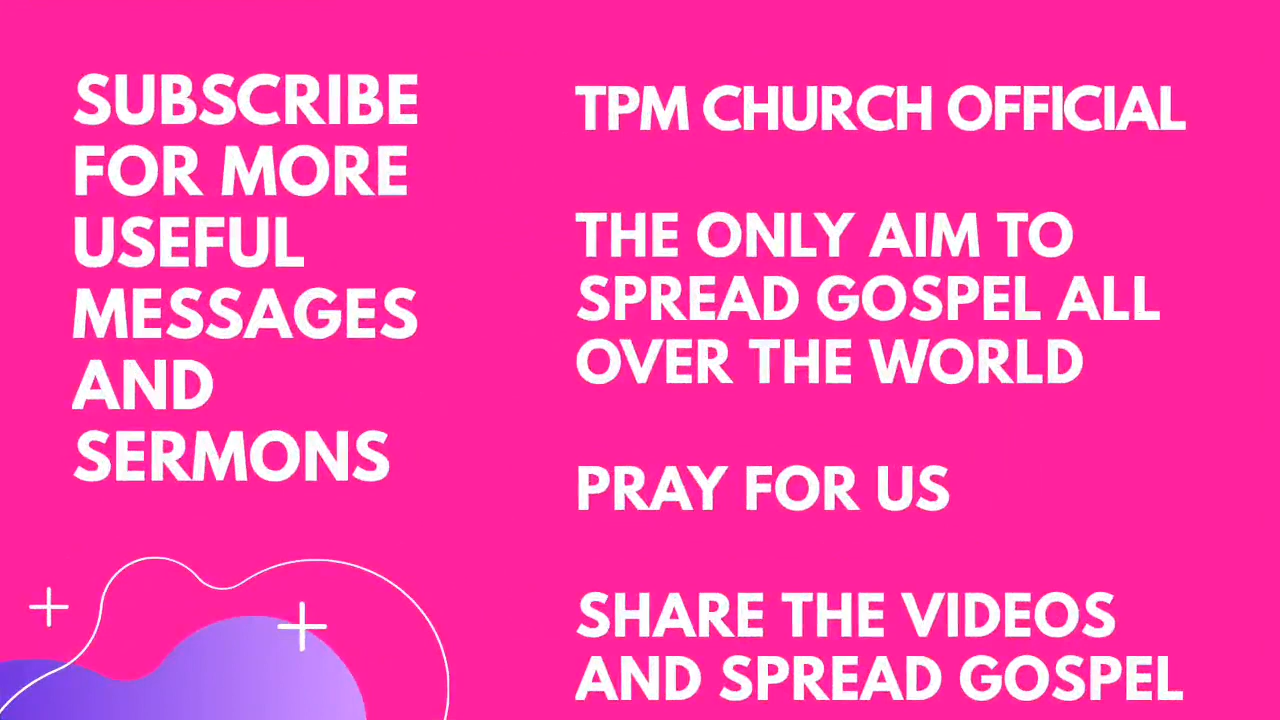 SUBSCRIBE
FOR MORE
USEFUL
MESSAGES
AND
SERMONS
TPM CHURCH OFFICIAL
THE ONLY AIM TO
SPREAD GOSPEL ALL
OVER THE WORLD
PRAY FOR US
SHARE THE VIDEOS
AND SPREAD GOSPEL